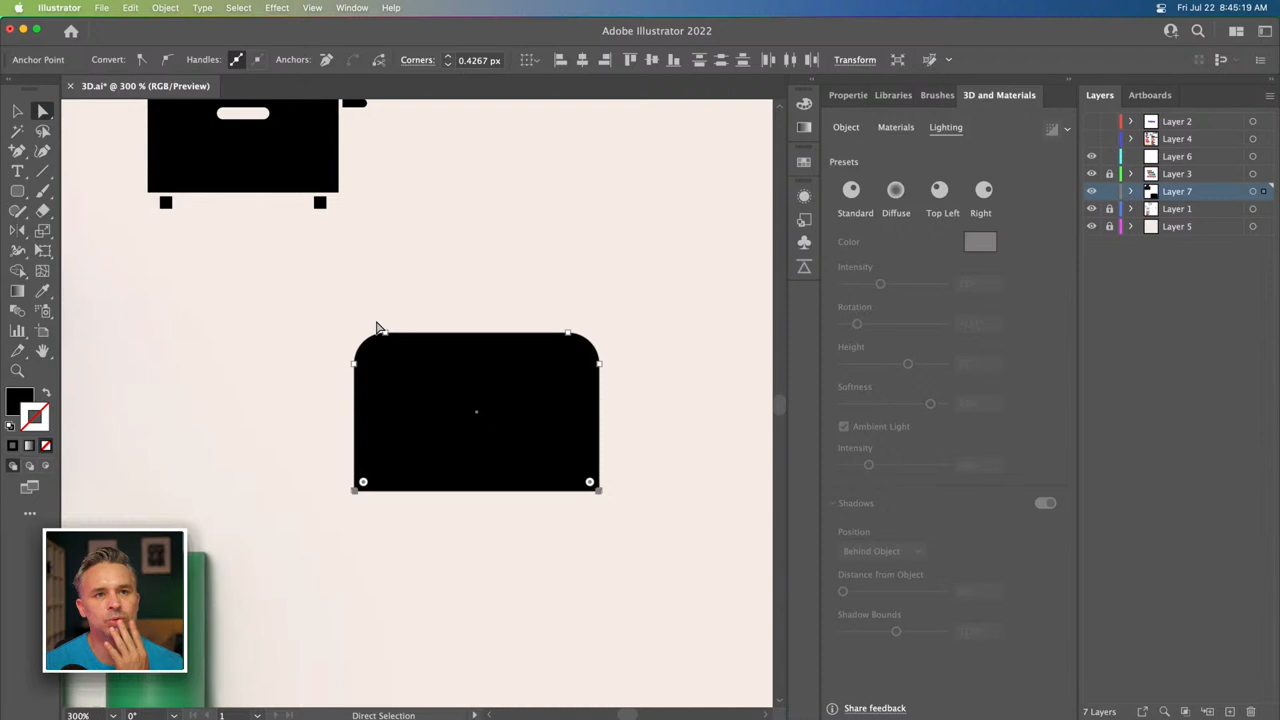 Illustrator File Edit Object Type Select Effect View Window Help
Fri Jul 22 8:45:19 AM
Adobe Illustrator 2022
Anchor Point Convert: Handles: Anchors: Corners: 0.4267 px Transform
3D.ai* @ 300 % (RGB/Preview)
Propertie Libraries Brushes 3D and Materials
Layers Artboards
Object Materials Lighting
Presets
Standard Diffuse Top Left Right
Color
Intensity
Rotation
Height
Softness
Ambient Light
Intensity
Shadows
Position
Behind Object
Distance from Object
Shadow Bounds
Share feedback
Layer 2
Layer 4
Layer 6
Layer 3
Layer 7
Layer 1
Layer 5
7 Layers
300% 0° 1 Direct Selection